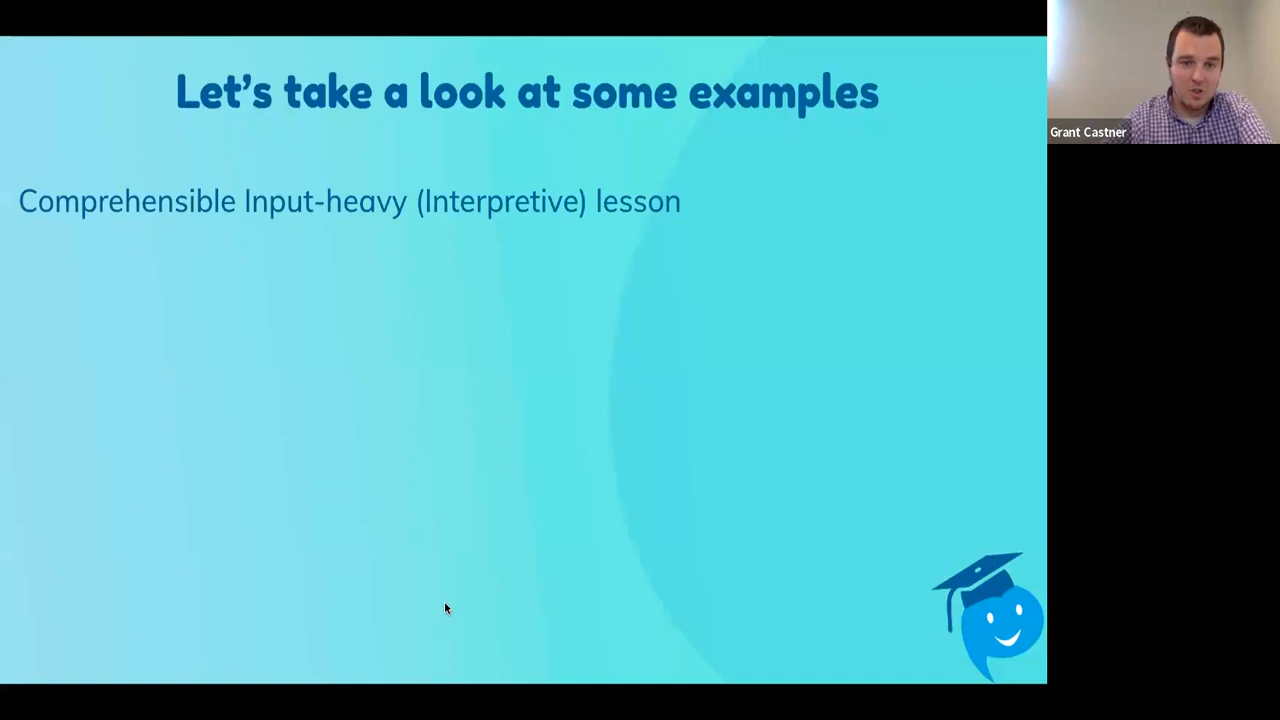 Let's take a look at some examples
Comprehensible Input-heavy (Interpretive) lesson
Grant Castner